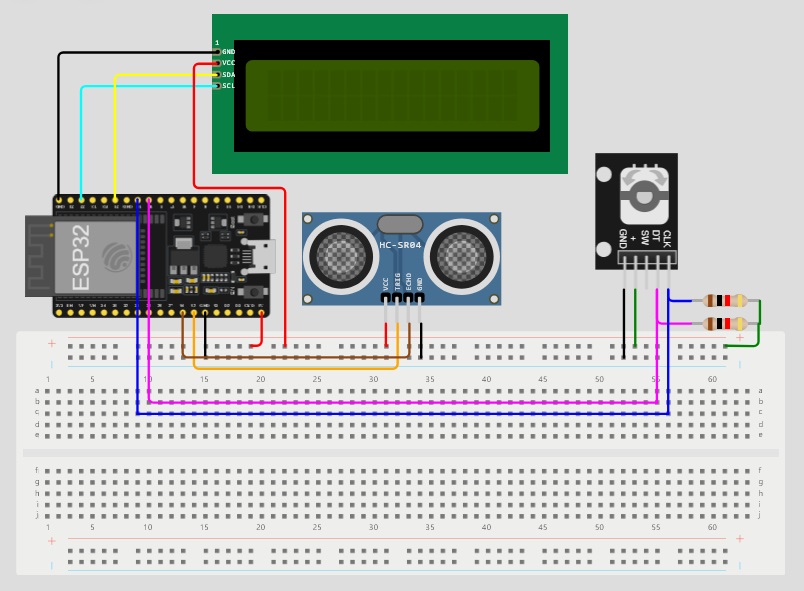 1
GND
VCC
SDA
SCL
ESP32
HC-SR04
VCC
TRIG
ECHO
GND
GND
+
SW
DT
CLK
+ +
1 5 10 15 20 25 30 35 40 45 50 55 60
a a
b b
c c
d d
e e
f f
g g
h h
i i
j j
1 5 10 15 20 25 30 35 40 45 50 55 60
+ +